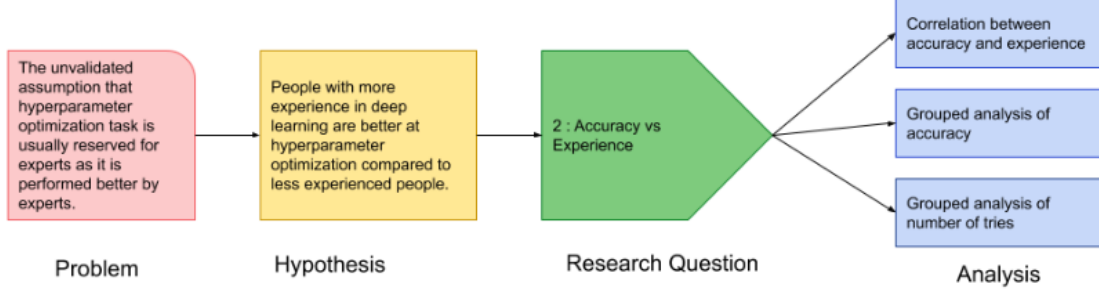 The unvalidated
assumption that
hyperparameter
optimization task is
usually reserved for
experts as it is
performed better by
experts.
Problem
People with more
experience in deep
learning are better at
hyperparameter
optimization compared to
less experienced people.
Hypothesis
2 : Accuracy vs
Experience
Research Question
Correlation between
accuracy and experience
Grouped analysis of
accuracy
Grouped analysis of
number of tries
Analysis